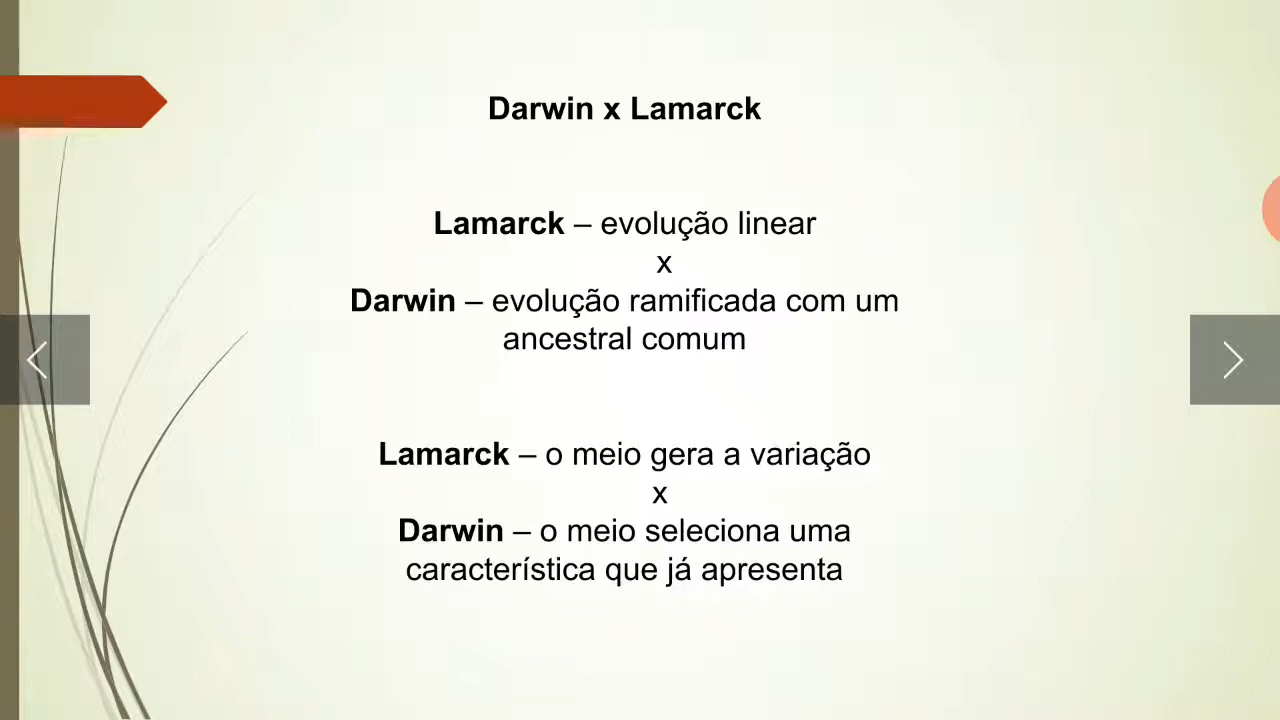 Darwin x Lamarck
Lamarck – evolução linear
x
Darwin – evolução ramificada com um
ancestral comum
Lamarck – o meio gera a variação
x
Darwin – o meio seleciona uma
característica que já apresenta